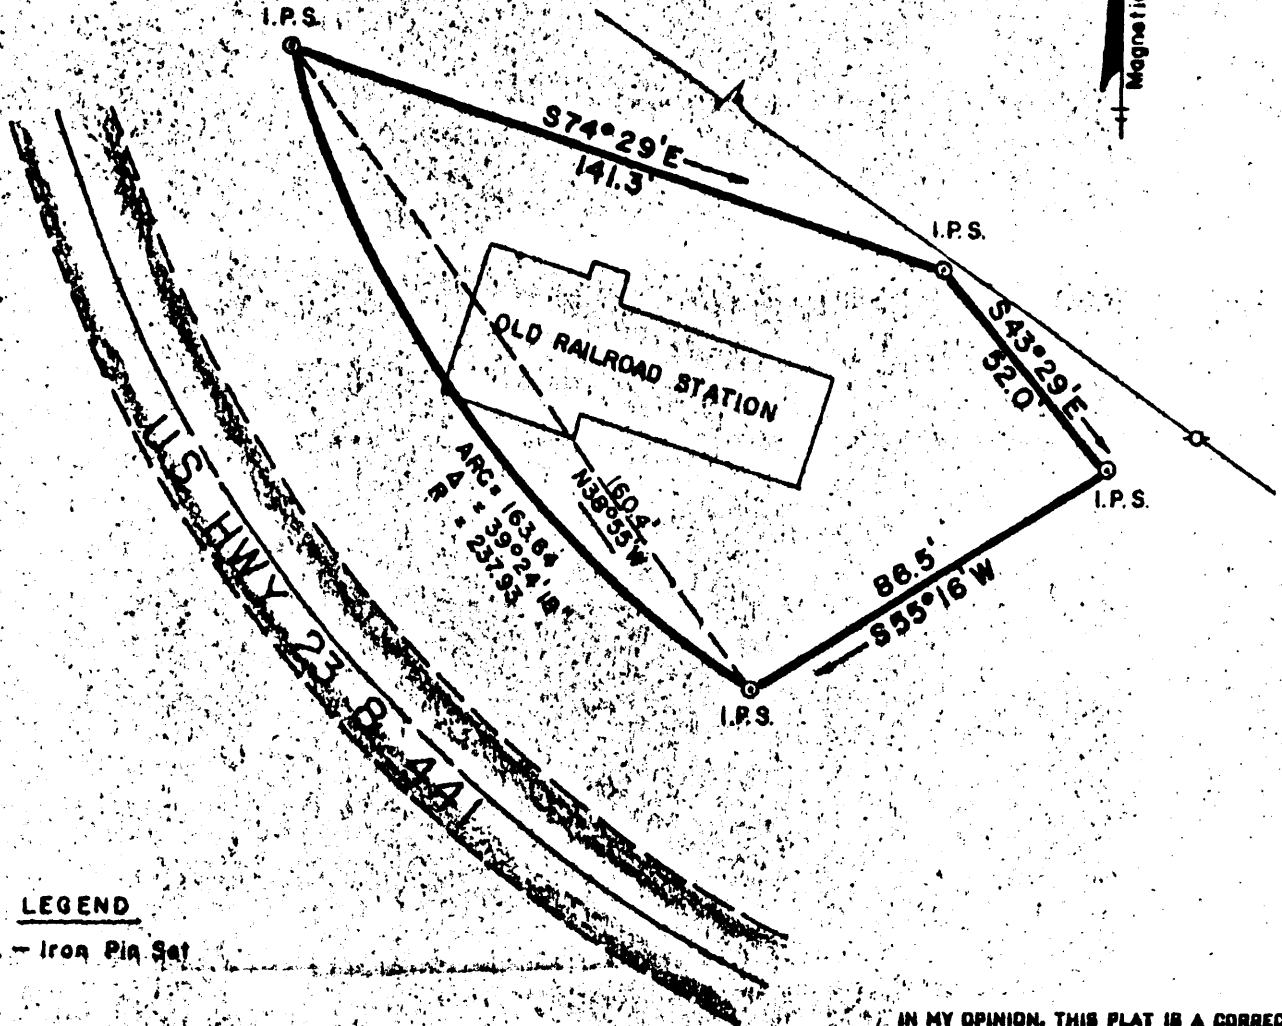 I.P.S.
Magnetic
S74°29'E
141.3'
I.P.S.
S43°29'E
52.0'
OLD RAILROAD STATION
I.P.S.
ARC = 163.64
Δ = 39°24'18"
R = 237.93
160.4'
N38°55'W
86.5'
S55°16'W
I.P.S.
US HWY 23 & 441
LEGEND
- Iron Pin Set
IN MY OPINION, THIS PLAT IS A CORREC